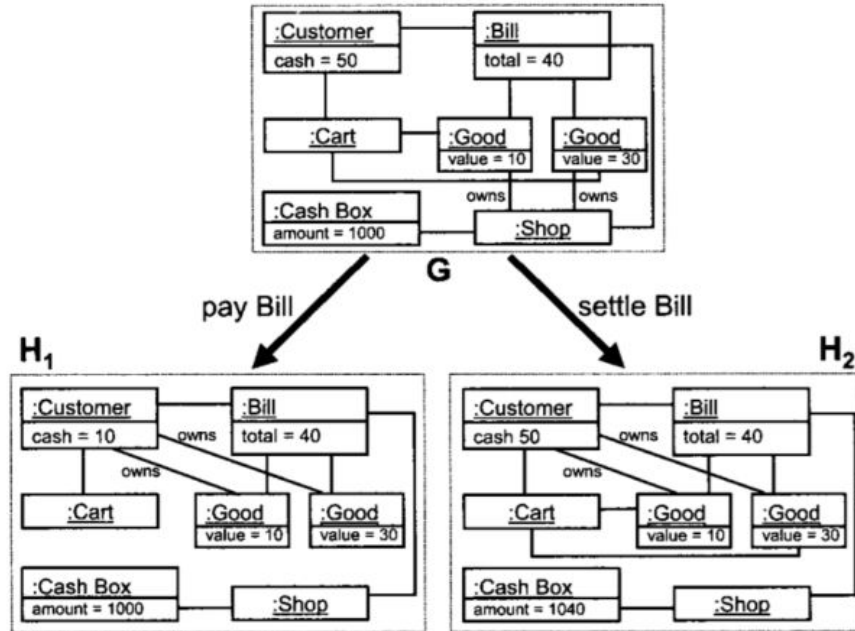 :Customer
cash = 50
:Bill
total = 40
:Cart
:Good
value = 10
:Good
value = 30
owns
owns
:Cash Box
amount = 1000
:Shop
G
pay Bill
settle Bill
H1
H2
:Customer
cash = 10
:Bill
total = 40
owns
owns
:Cart
:Good
value = 10
:Good
value = 30
:Cash Box
amount = 1000
:Shop
:Customer
cash 50
:Bill
total = 40
owns
owns
:Cart
:Good
value = 10
:Good
value = 30
:Cash Box
amount = 1040
:Shop